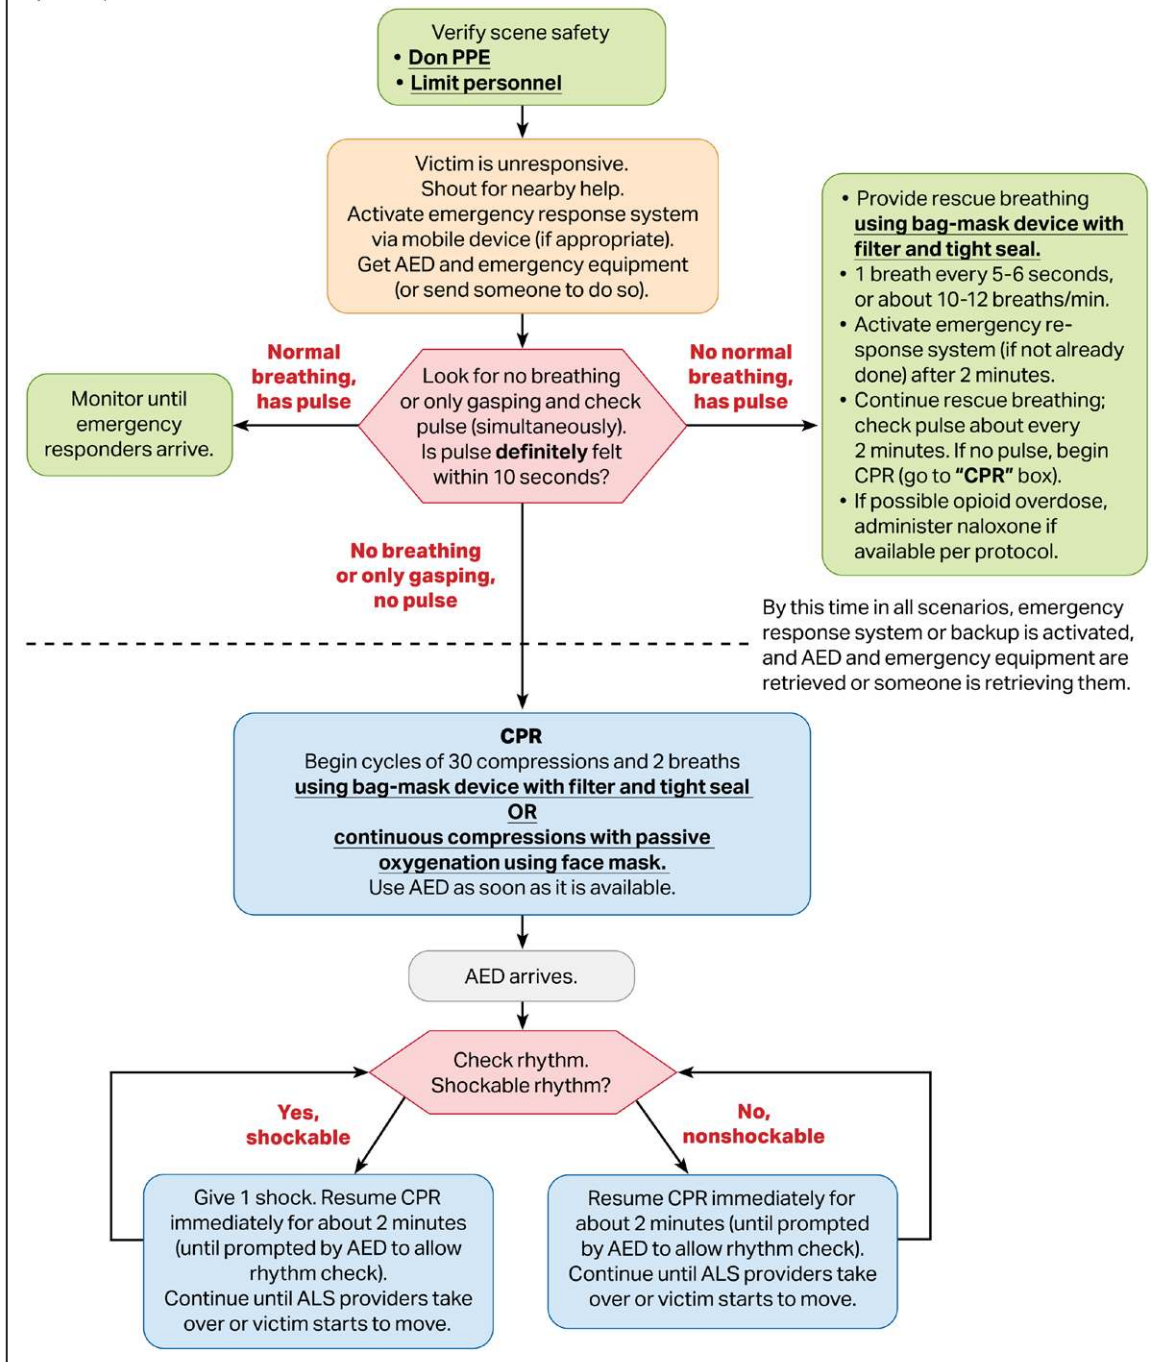 Verify scene safety
• Don PPE
• Limit personnel
Victim is unresponsive.
Shout for nearby help.
Activate emergency response system
via mobile device (if appropriate).
Get AED and emergency equipment
(or send someone to do so).
Normal
breathing,
has pulse
Monitor until
emergency
responders arrive.
Look for no breathing
or only gasping and check
pulse (simultaneously).
Is pulse definitely felt
within 10 seconds?
No normal
breathing,
has pulse
• Provide rescue breathing
using bag-mask device with
filter and tight seal.
• 1 breath every 5-6 seconds,
or about 10-12 breaths/min.
• Activate emergency re-
sponse system (if not already
done) after 2 minutes.
• Continue rescue breathing;
check pulse about every
2 minutes. If no pulse, begin
CPR (go to "CPR" box).
• If possible opioid overdose,
administer naloxone if
available per protocol.
No breathing
or only gasping,
no pulse
By this time in all scenarios, emergency
response system or backup is activated,
and AED and emergency equipment are
retrieved or someone is retrieving them.
CPR
Begin cycles of 30 compressions and 2 breaths
using bag-mask device with filter and tight seal
OR
continuous compressions with passive
oxygenation using face mask.
Use AED as soon as it is available.
AED arrives.
Check rhythm.
Shockable rhythm?
Yes,
shockable
No,
nonshockable
Give 1 shock. Resume CPR
immediately for about 2 minutes
(until prompted by AED to allow
rhythm check).
Continue until ALS providers take
over or victim starts to move.
Resume CPR immediately for
about 2 minutes (until prompted
by AED to allow rhythm check).
Continue until ALS providers take
over or victim starts to move.